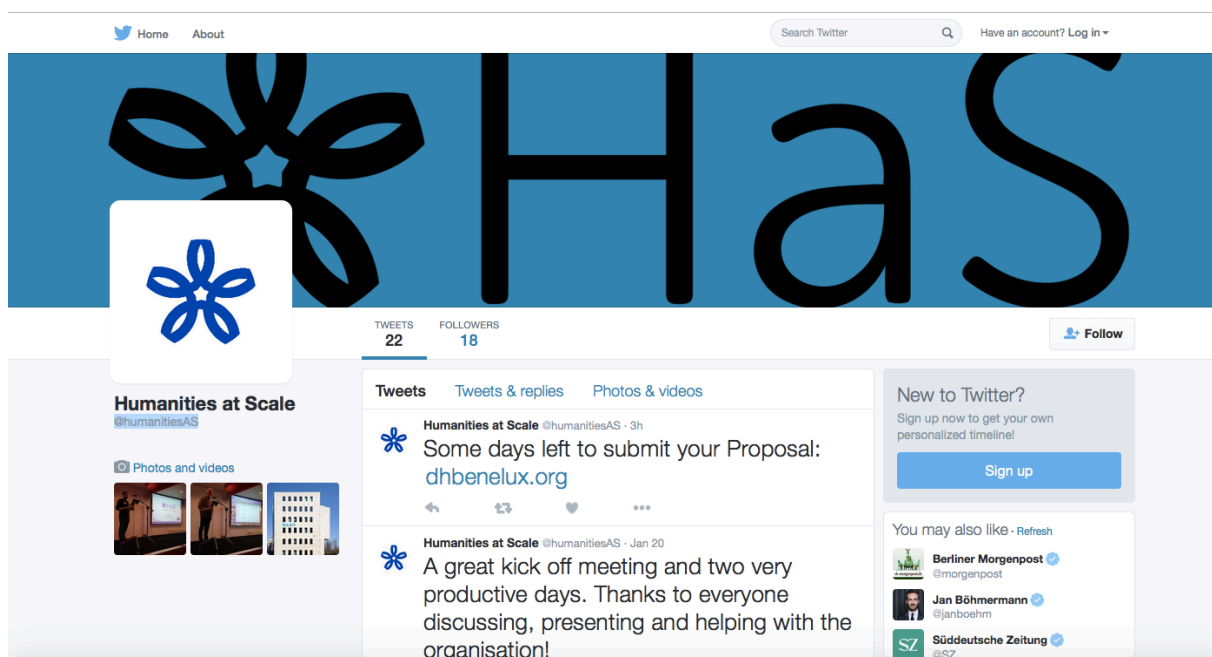 Home About
Search Twitter
Have an account? Log in
HaS
TWEETS
22
FOLLOWERS
18
Follow
Humanities at Scale
@humanitiesAS
Photos and videos
Tweets Tweets & replies Photos & videos
Humanities at Scale @humanitiesAS · 3h
Some days left to submit your Proposal:
dhbenelux.org
Humanities at Scale @humanitiesAS · Jan 20
A great kick off meeting and two very
productive days. Thanks to everyone
discussing, presenting and helping with the
organisation!
New to Twitter?
Sign up now to get your own
personalized timeline!
Sign up
You may also like · Refresh
Berliner Morgenpost
@morgenpost
Jan Böhmermann
@janboehm
SZ
Süddeutsche Zeitung
@SZ